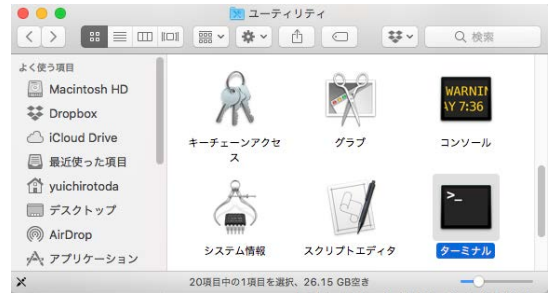 ユーティリティ
検索
よく使う項目
Macintosh HD
Dropbox
iCloud Drive
最近使った項目
yuichirotoda
デスクトップ
AirDrop
アプリケーション
WARNIN
AY 7:36
キーチェーンアクセ
ス
グラブ
コンソール
>_
システム情報
スクリプトエディタ
ターミナル
20項目中の1項目を選択、26.15 GB空き